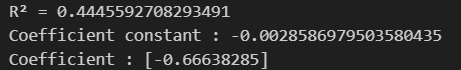 R² = 0.4445592708293491
Coefficient constant : -0.0028586979503580435
Coefficient : [-0.66638285]